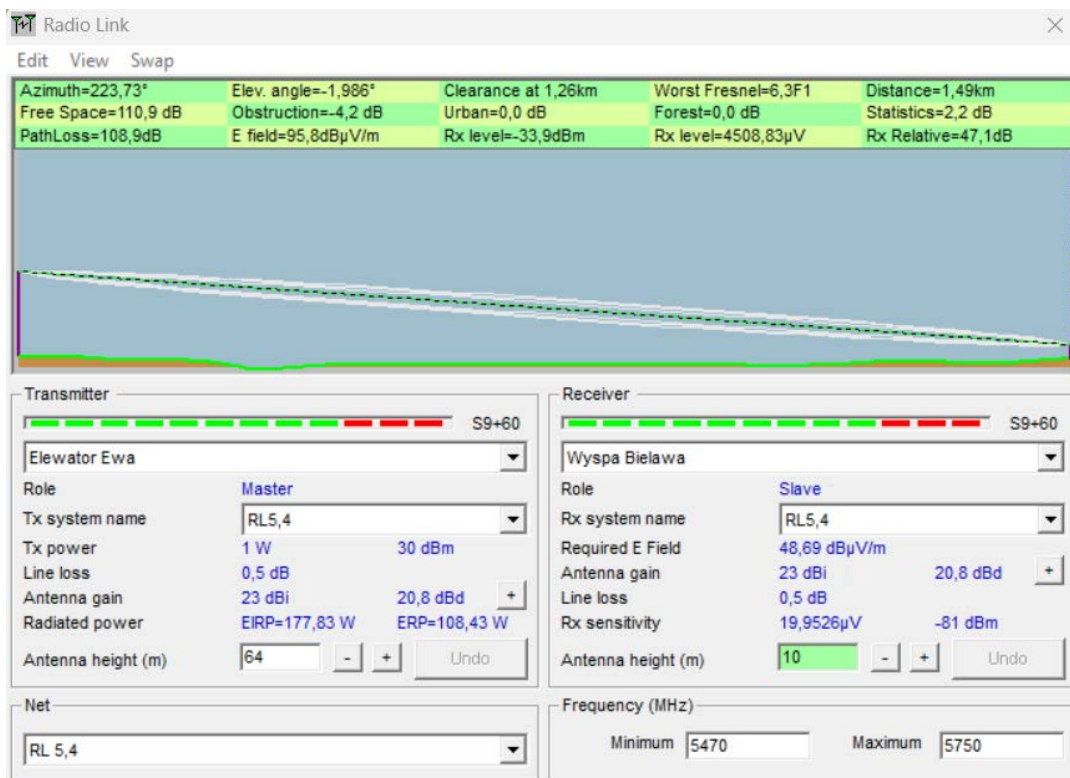 Radio Link
Edit View Swap
Azimuth=223,73° Elev. angle=-1,986° Clearance at 1,26km Worst Fresnel=6,3F1 Distance=1,49km
Free Space=110,9 dB Obstruction=-4,2 dB Urban=0,0 dB Forest=0,0 dB Statistics=2,2 dB
PathLoss=108,9dB E field=95,8dBµV/m Rx level=-33,9dBm Rx level=4508,83µV Rx Relative=47,1dB
Transmitter
S9+60
Elewator Ewa
Role Master
Tx system name RL5,4
Tx power 1 W 30 dBm
Line loss 0,5 dB
Antenna gain 23 dBi 20,8 dBd +
Radiated power EIRP=177,83 W ERP=108,43 W
Antenna height (m) 64 - + Undo
Receiver
S9+60
Wyspa Bielawa
Role Slave
Rx system name RL5,4
Required E Field 48,69 dBµV/m
Antenna gain 23 dBi 20,8 dBd +
Line loss 0,5 dB
Rx sensitivity 19,9526µV -81 dBm
Antenna height (m) 10 - + Undo
Net
RL 5,4
Frequency (MHz)
Minimum 5470 Maximum 5750